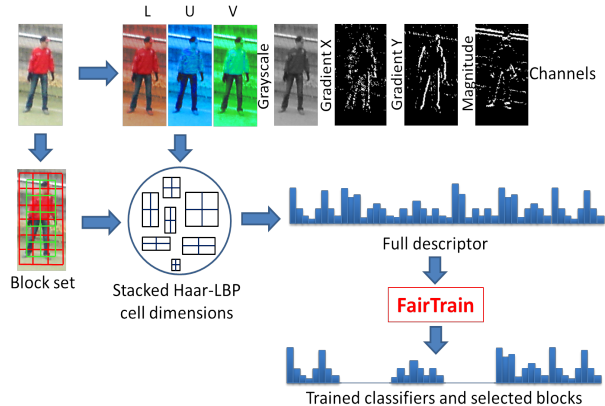 L U V
Grayscale
Gradient X
Gradient Y
Magnitude
Channels
Block set
Stacked Haar-LBP
cell dimensions
Full descriptor
FairTrain
Trained classifiers and selected blocks